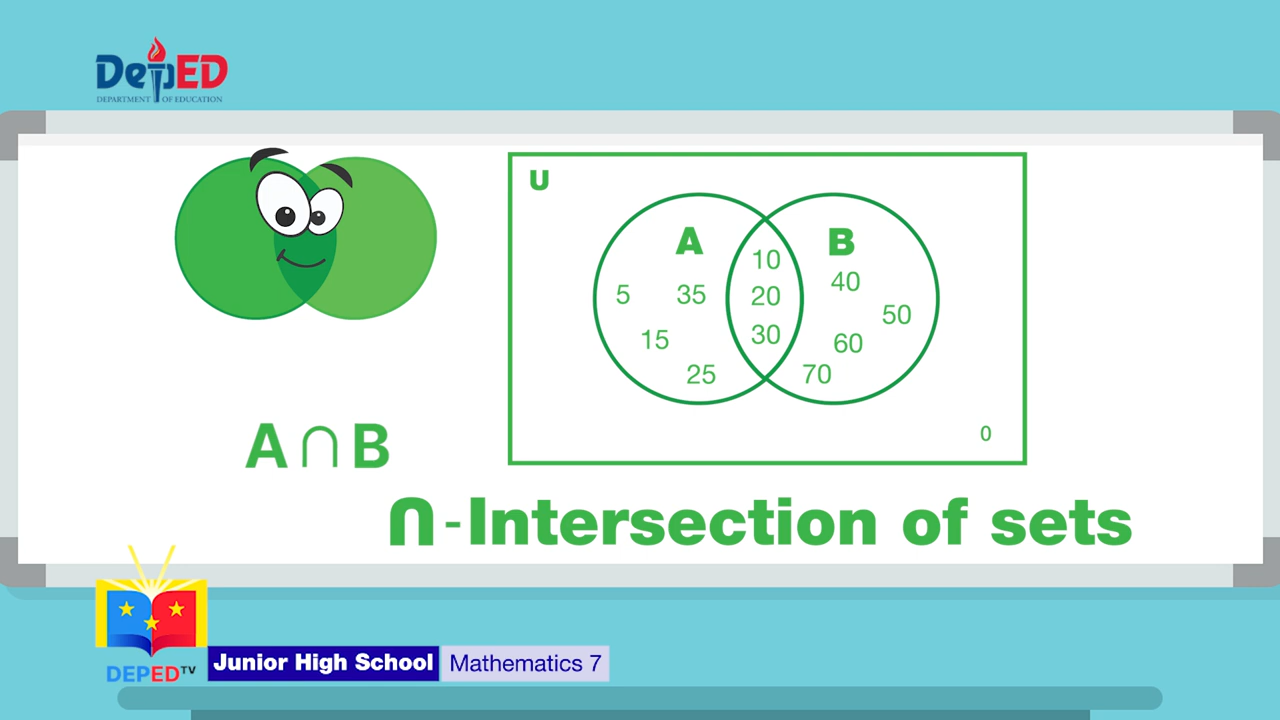 DepED
DEPARTMENT OF EDUCATION
U
A B
10
40
5 35 20
50
15 30 60
25 70
0
A ∩ B
∩ - Intersection of sets
DEPED TV
Junior High School Mathematics 7